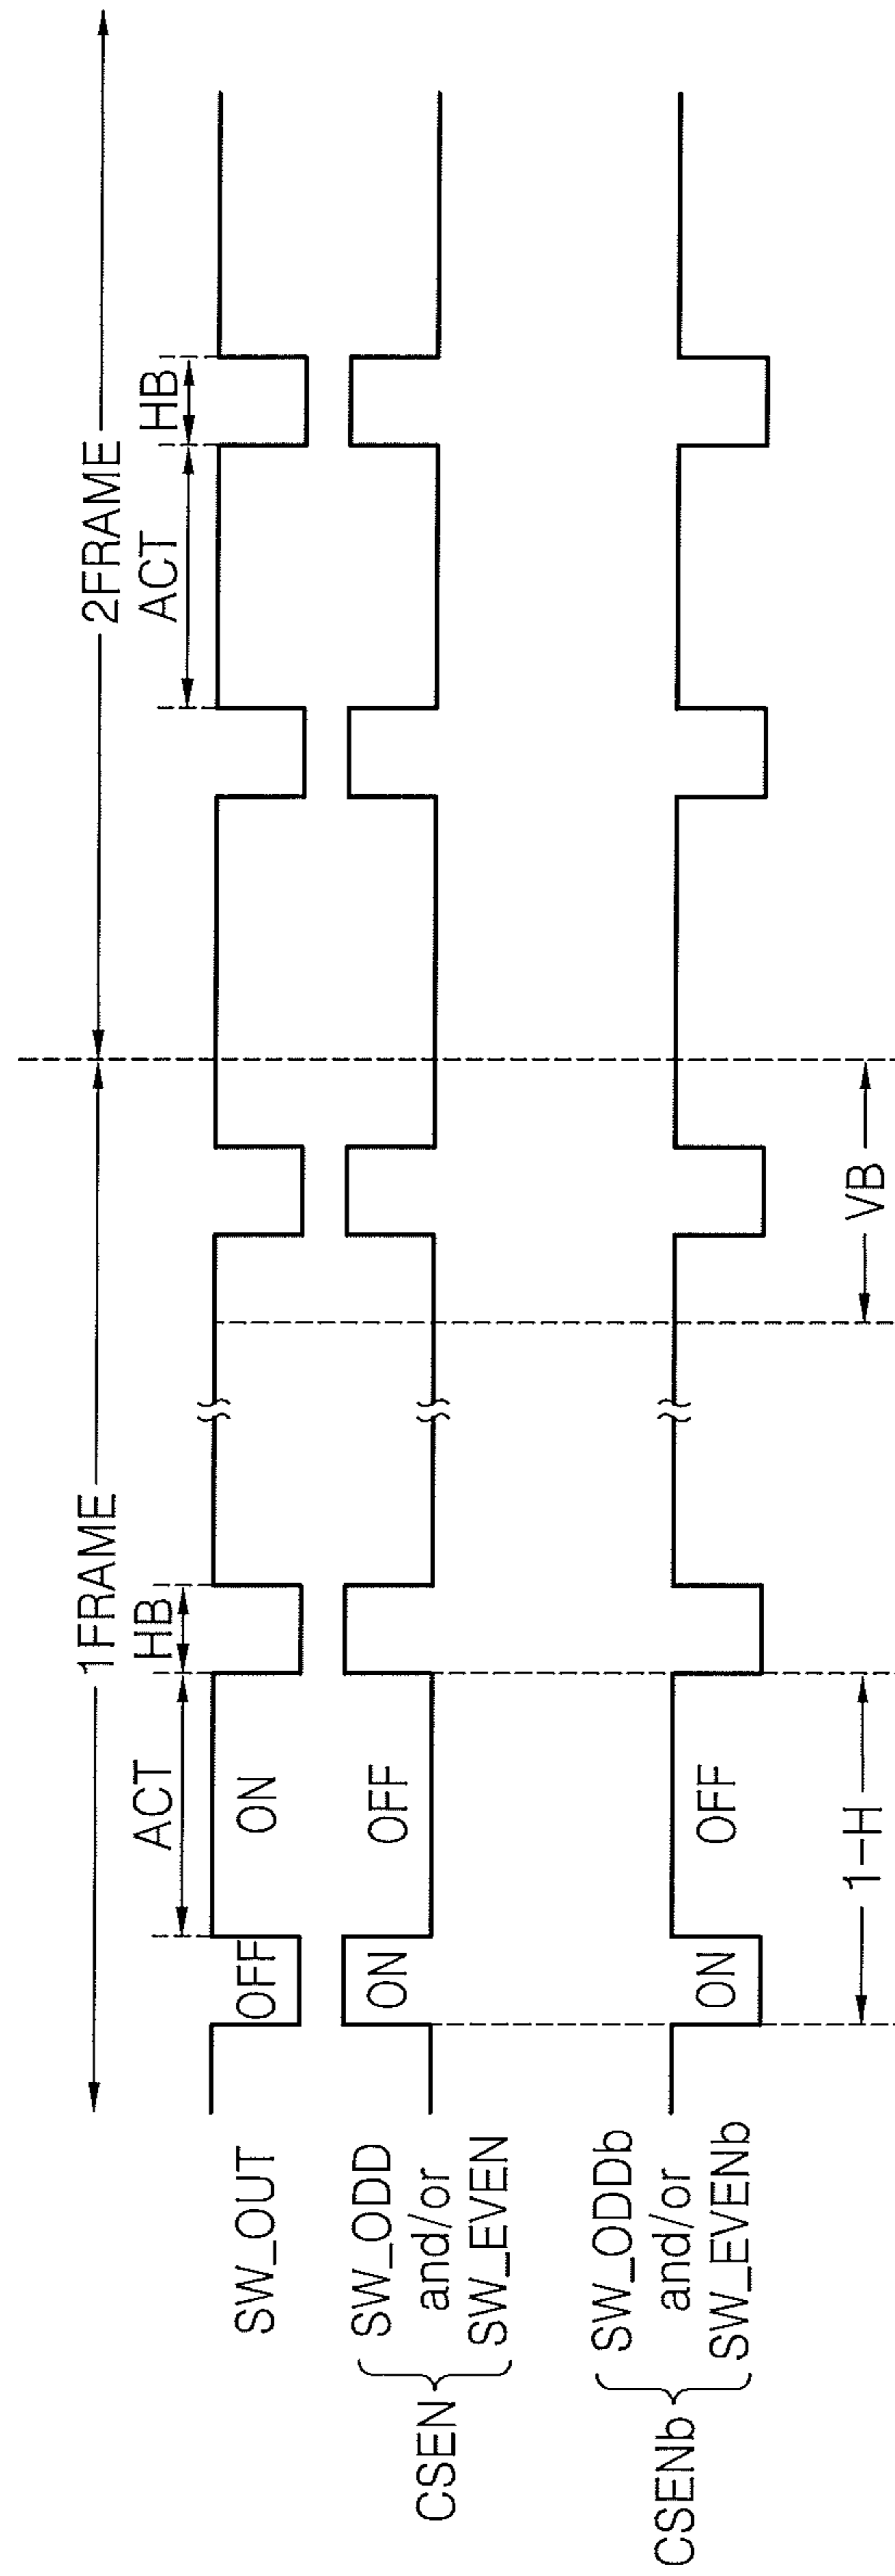 1FRAME
2FRAME
ACT
HB
ACT
HB
SW_OUT
OFF
ON
CSEN
SW_ODD
and/or
SW_EVEN
ON
OFF
CSENb
SW_ODDb
and/or
SW_EVENb
ON
OFF
1-H
VB